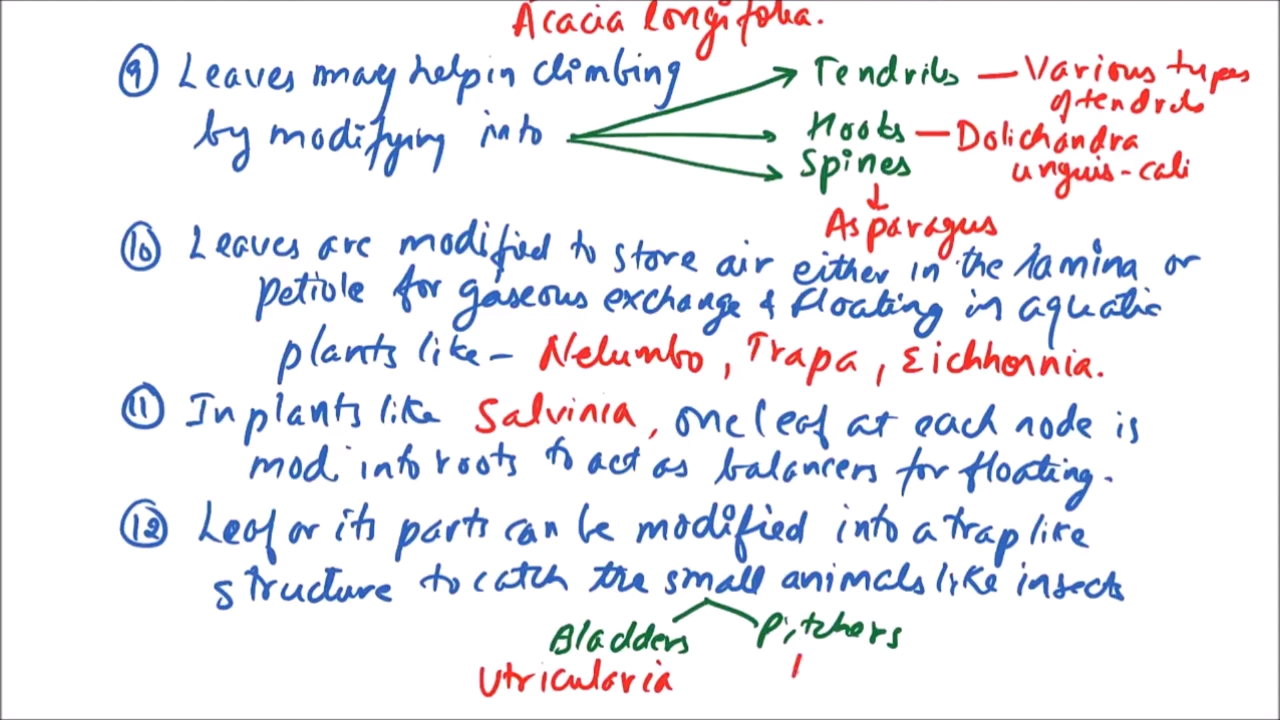 Acacia longifolia.
⑨ Leaves may help in climbing
by modifying into
Tendrils — Various types
of tendrils
Hooks — Dolichandra
unguis-cati
Spines
Asparagus
⑩ Leaves are modified to store air either in the lamina or
petiole for gaseous exchange & floating in aquatic
plants like - Nelumbo, Trapa, Eichhornia.
⑪ In plants like Salvinia, one leaf at each node is
mod. into roots to act as balancers for floating.
⑫ Leaf or its parts can be modified into a trap like
structure to catch the small animals like insects
Bladders Pitchers
Utricularia